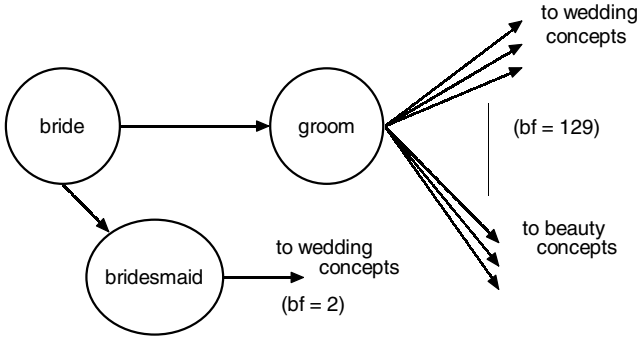 to wedding
concepts
bride
groom
(bf = 129)
to beauty
concepts
bridesmaid
to wedding
concepts
(bf = 2)